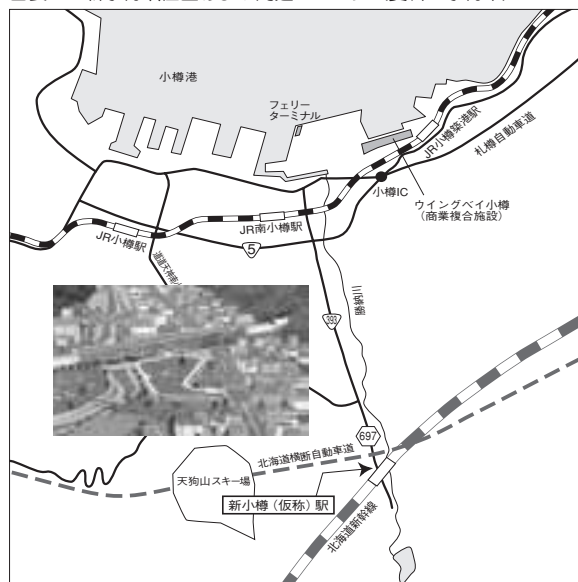 小樽港
フェリー
ターミナル
JR小樽築港駅
札樽自動車道
小樽IC
ウイングベイ小樽
(商業複合施設)
JR小樽駅
JR南小樽駅
5
勝納川
393
697
北海道横断自動車道
天狗山スキー場
新小樽(仮称)駅
北海道新幹線